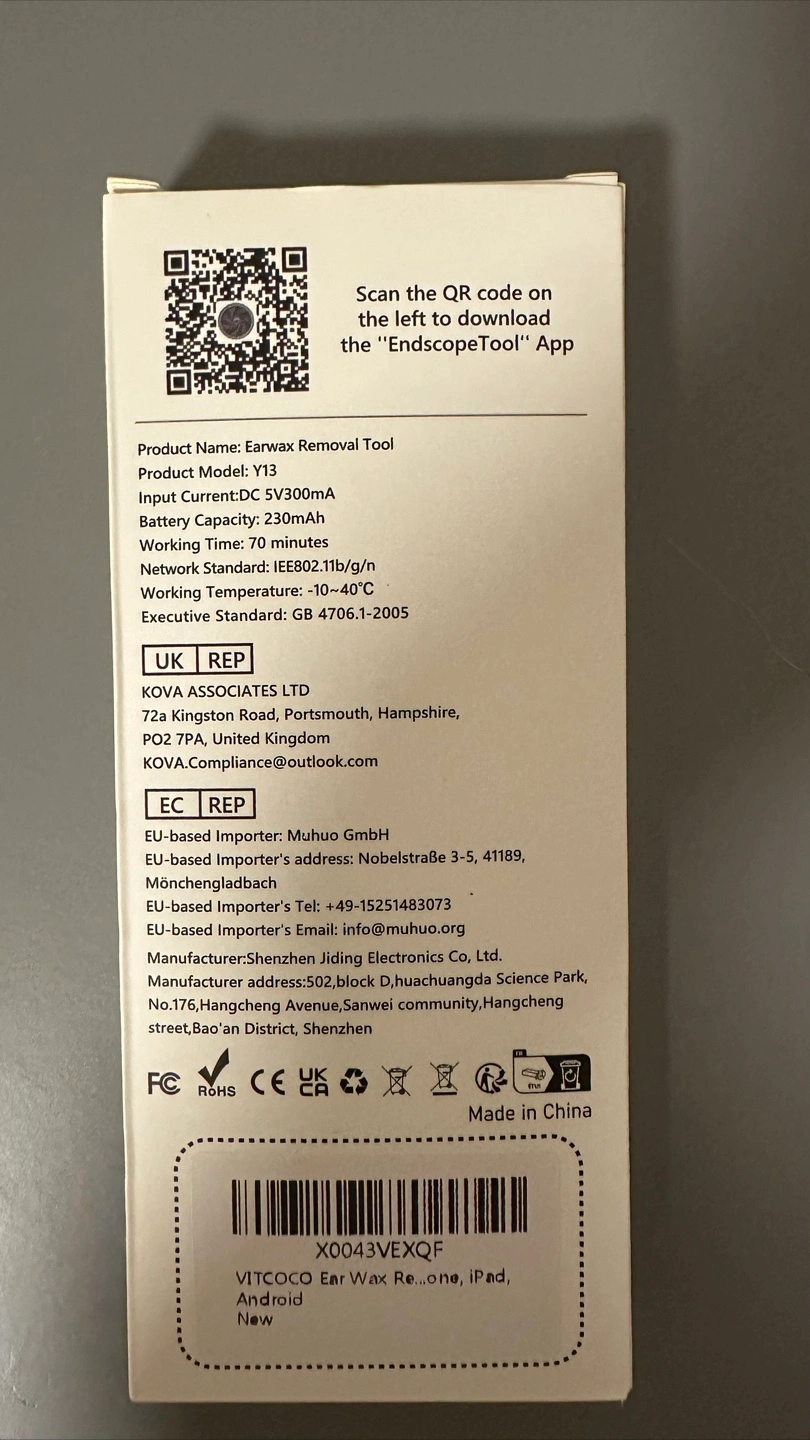 Scan the QR code on
the left to download
the "EndscopeTool" App
Product Name: Earwax Removal Tool
Product Model: Y13
Input Current:DC 5V300mA
Battery Capacity: 230mAh
Working Time: 70 minutes
Network Standard: IEE802.11b/g/n
Working Temperature: -10~40℃
Executive Standard: GB 4706.1-2005
UK REP
KOVA ASSOCIATES LTD
72a Kingston Road, Portsmouth, Hampshire,
PO2 7PA, United Kingdom
KOVA.Compliance@outlook.com
EC REP
EU-based Importer: Muhuo GmbH
EU-based Importer's address: Nobelstraße 3-5, 41189,
Mönchengladbach
EU-based Importer's Tel: +49-15251483073
EU-based Importer's Email: info@muhuo.org
Manufacturer:Shenzhen Jiding Electronics Co, Ltd.
Manufacturer address:502,block D,huachuangda Science Park,
No.176,Hangcheng Avenue,Sanwei community,Hangcheng
street,Bao'an District, Shenzhen
FC RoHS CE UK CA FR ÉTUI
Made in China
X0043VEXQF
VITCOCO Ear Wax Re...one, iPad,
Android
New